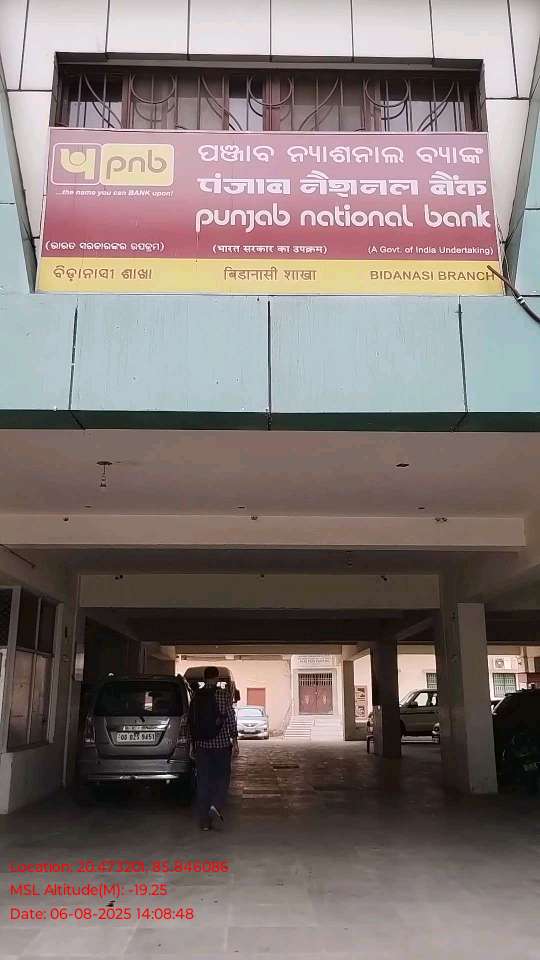 ਪ pnb
...the name you can BANK upon!
ପଞ୍ଜାବ ନ୍ୟାଶନାଲ ବ୍ୟାଙ୍କ
पंजाब नैशनल बैंक
punjab national bank
(ଭାରତ ସରକାରଙ୍କର ଉପକ୍ରମ) (भारत सरकार का उपक्रम) (A Govt. of India Undertaking)
ବିଡ଼ାନାସୀ ଶାଖା बिडानासी शाखा BIDANASI BRANCH
Location: 20.473201, 85.846086
MSL Altitude(M): -19.25
Date: 06-08-2025 14:08:48